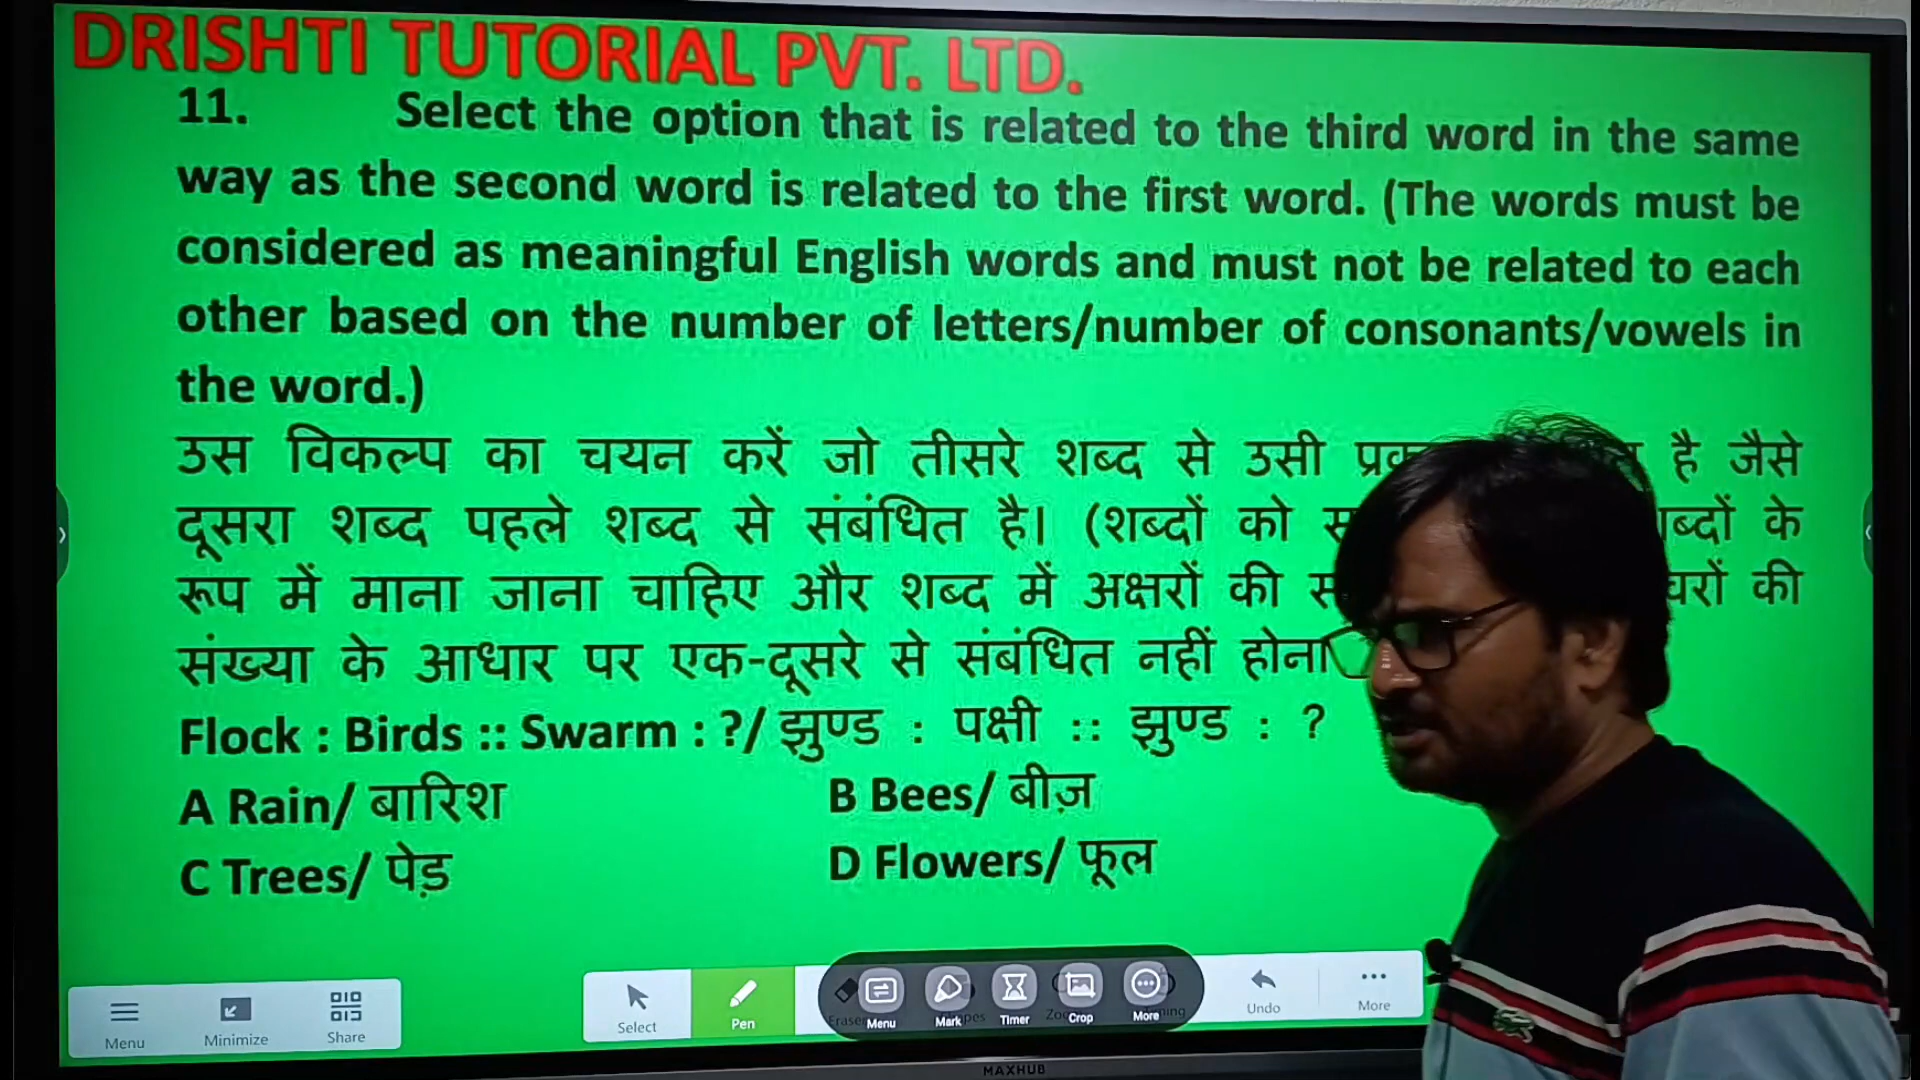 DRISHTI TUTORIAL PVT. LTD.
11. Select the option that is related to the third word in the same
way as the second word is related to the first word. (The words must be
considered as meaningful English words and must not be related to each
other based on the number of letters/number of consonants/vowels in
the word.)
उस विकल्प का चयन करें जो तीसरे शब्द से उसी है जैसे
दूसरा शब्द पहले शब्द से संबंधित है। (शब्दों को के
रूप में माना जाना चाहिए और शब्द में अक्षरों की की
संख्या के आधार पर एक-दूसरे से संबंधित नहीं होना
Flock : Birds :: Swarm : ?/ झुण्ड : पक्षी :: झुण्ड : ?
A Rain/ बारिश B Bees/ बीज़
C Trees/ पेड़ D Flowers/ फूल
Menu Minimize Share Select Pen Menu Mark Timer Crop More Undo More
MAXHUB